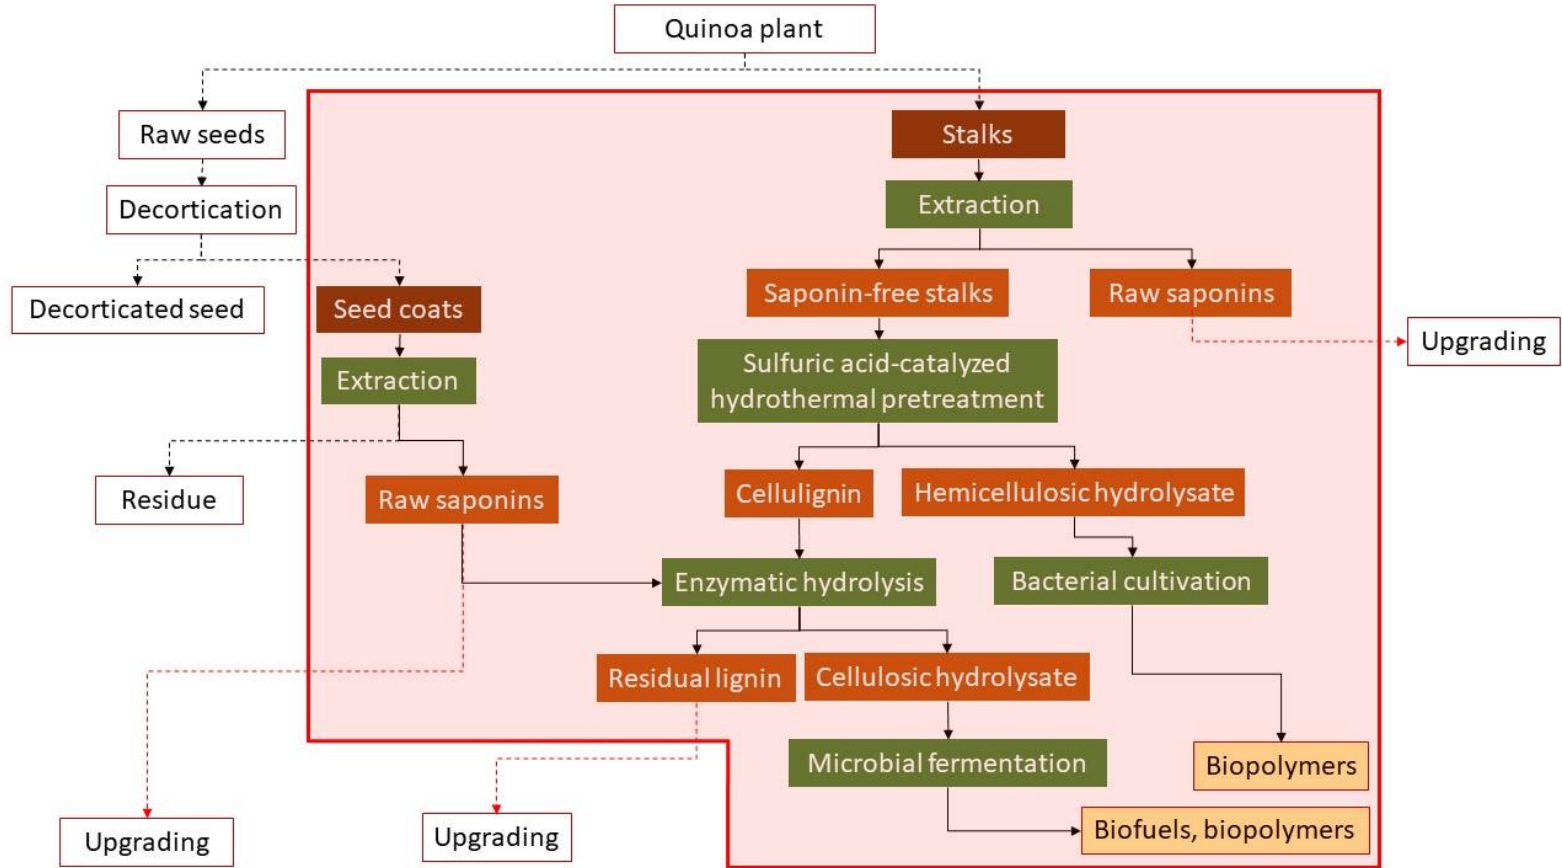 Quinoa plant
Raw seeds
Stalks
Decortication
Extraction
Decorticated seed
Seed coats
Saponin-free stalks
Raw saponins
Upgrading
Extraction
Sulfuric acid-catalyzed
hydrothermal pretreatment
Residue
Raw saponins
Cellulignin
Hemicellulosic hydrolysate
Enzymatic hydrolysis
Bacterial cultivation
Residual lignin
Cellulosic hydrolysate
Microbial fermentation
Biopolymers
Upgrading
Upgrading
Biofuels, biopolymers